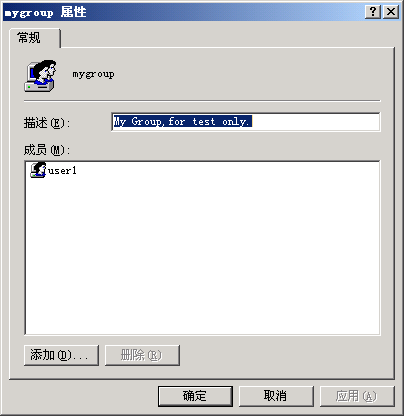 mygroup 属性
常规
mygroup
描述(E):
My Group,for test only.
成员(M):
user1
添加(D)...
删除(R)
确定
取消
应用(A)